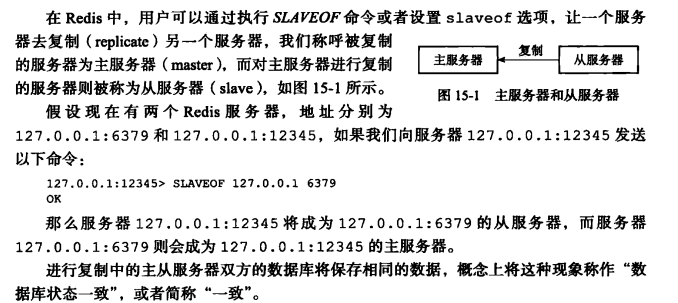 在 Redis 中，用户可以通过执行 SLAVEOF 命令或者设置 slaveof 选项，让一个服务
器去复制（replicate）另一个服务器，我们称呼被复制
的服务器为主服务器（master），而对主服务器进行复制
的服务器则被称为从服务器（slave），如图 15-1 所示。
主服务器
复制
从服务器
图 15-1 主服务器和从服务器
假设现在有两个 Redis 服务器，地址分别为
127.0.0.1:6379 和 127.0.0.1:12345，如果我们向服务器 127.0.0.1:12345 发送
以下命令：
127.0.0.1:12345> SLAVEOF 127.0.0.1 6379
OK
那么服务器 127.0.0.1:12345 将成为 127.0.0.1:6379 的从服务器，而服务器
127.0.0.1:6379 则会成为 127.0.0.1:12345 的主服务器。
进行复制中的主从服务器双方的数据库将保存相同的数据，概念上将这种现象称作“数
据库状态一致”，或者简称“一致”。